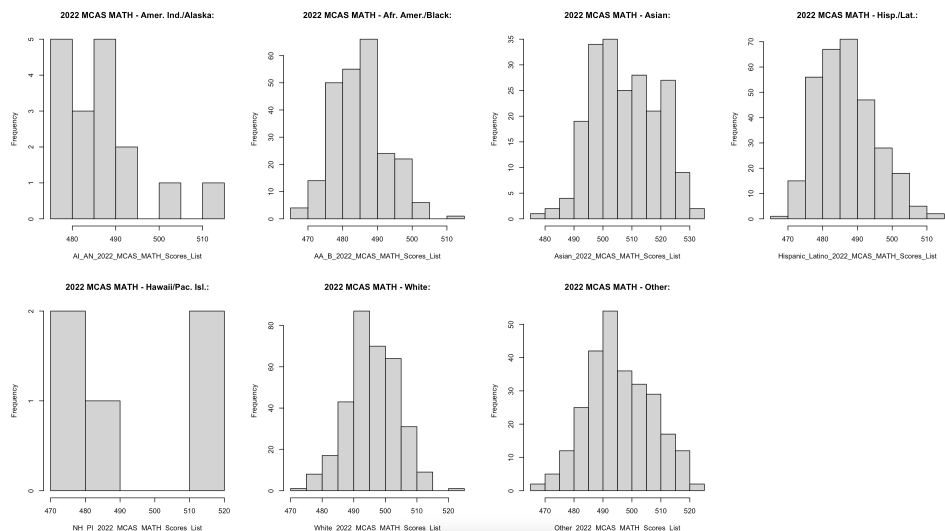 2022 MCAS MATH - Amer. Ind./Alaska:
Frequency
0 1 2 3 4 5
480 490 500 510
AI_AN_2022_MCAS_MATH_Scores_List
2022 MCAS MATH - Afr. Amer./Black:
Frequency
0 10 20 30 40 50 60
470 480 490 500 510
AA_B_2022_MCAS_MATH_Scores_List
2022 MCAS MATH - Asian:
Frequency
0 5 10 15 20 25 30 35
480 490 500 510 520 530
Asian_2022_MCAS_MATH_Scores_List
2022 MCAS MATH - Hisp./Lat.:
Frequency
0 10 20 30 40 50 60 70
470 480 490 500 510
Hispanic_Latino_2022_MCAS_MATH_Scores_List
2022 MCAS MATH - Hawaii/Pac. Isl.:
Frequency
0 1 2
470 480 490 500 510 520
NH_PI_2022_MCAS_MATH_Scores_List
2022 MCAS MATH - White:
Frequency
0 20 40 60 80
470 480 490 500 510 520
White_2022_MCAS_MATH_Scores_List
2022 MCAS MATH - Other:
Frequency
0 10 20 30 40 50
470 480 490 500 510 520
Other_2022_MCAS_MATH_Scores_List